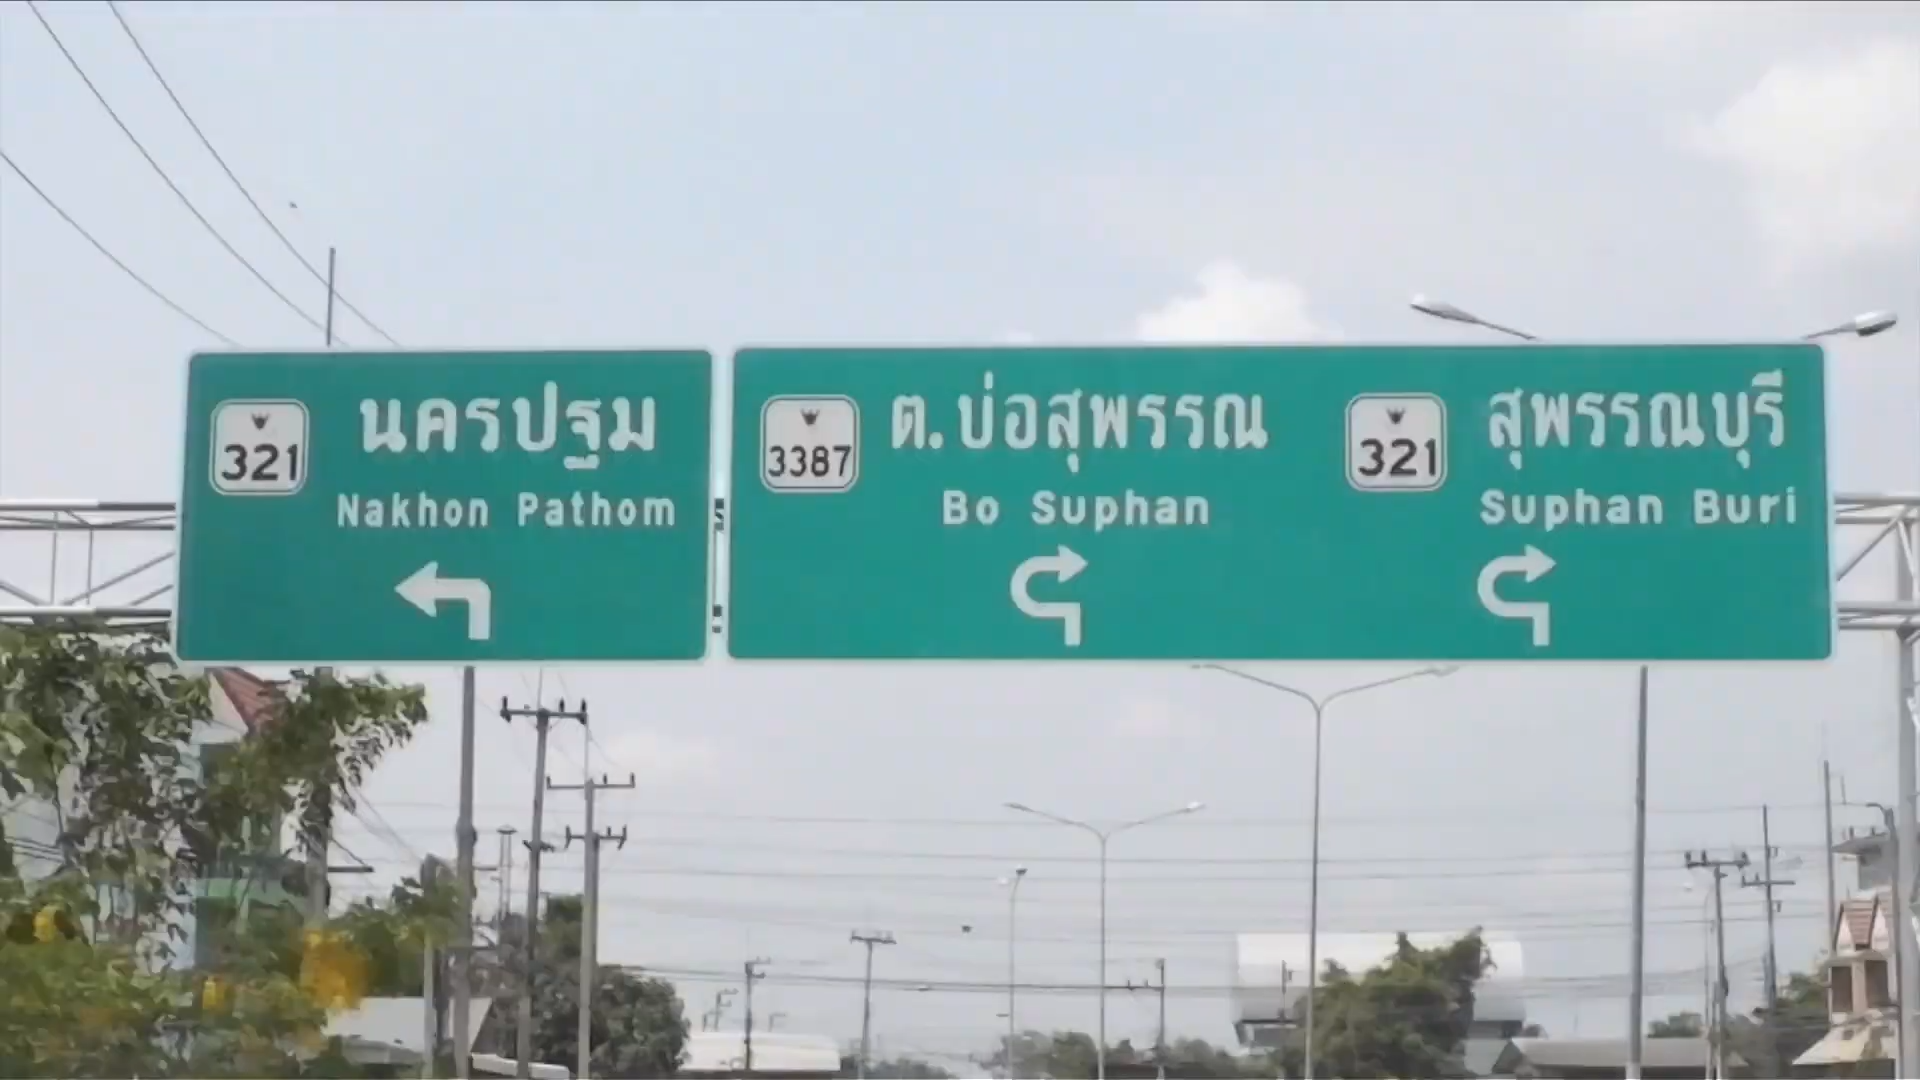 321
นครปฐม
Nakhon Pathom
3387
ต.บ่อสุพรรณ
Bo Suphan
321
สุพรรณบุรี
Suphan Buri